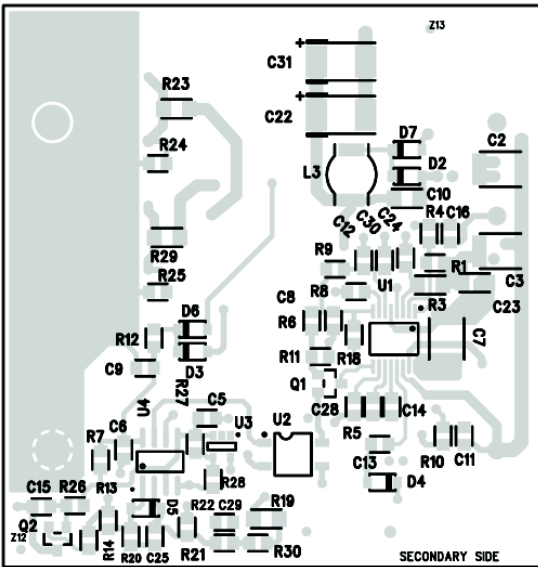 Z13
+
C31
R23
+
C22
D7
C2
R24
D2
L3
C10
R4 C16
C12 C30 C24
R29
R9
R1
C3
R25
R8
U1
R3
C23
C8
D6
R6
R12
R18
C7
R11
C9
D3
Q1
R27
U4
C5
C28
C14
C6
U3
U2
R7
R5
R10 C11
C13
R13
R28
D4
C15 R26
D5
R22 C29
R19
Q2
Z12
R14
R20 C25
R21
R30
SECONDARY SIDE